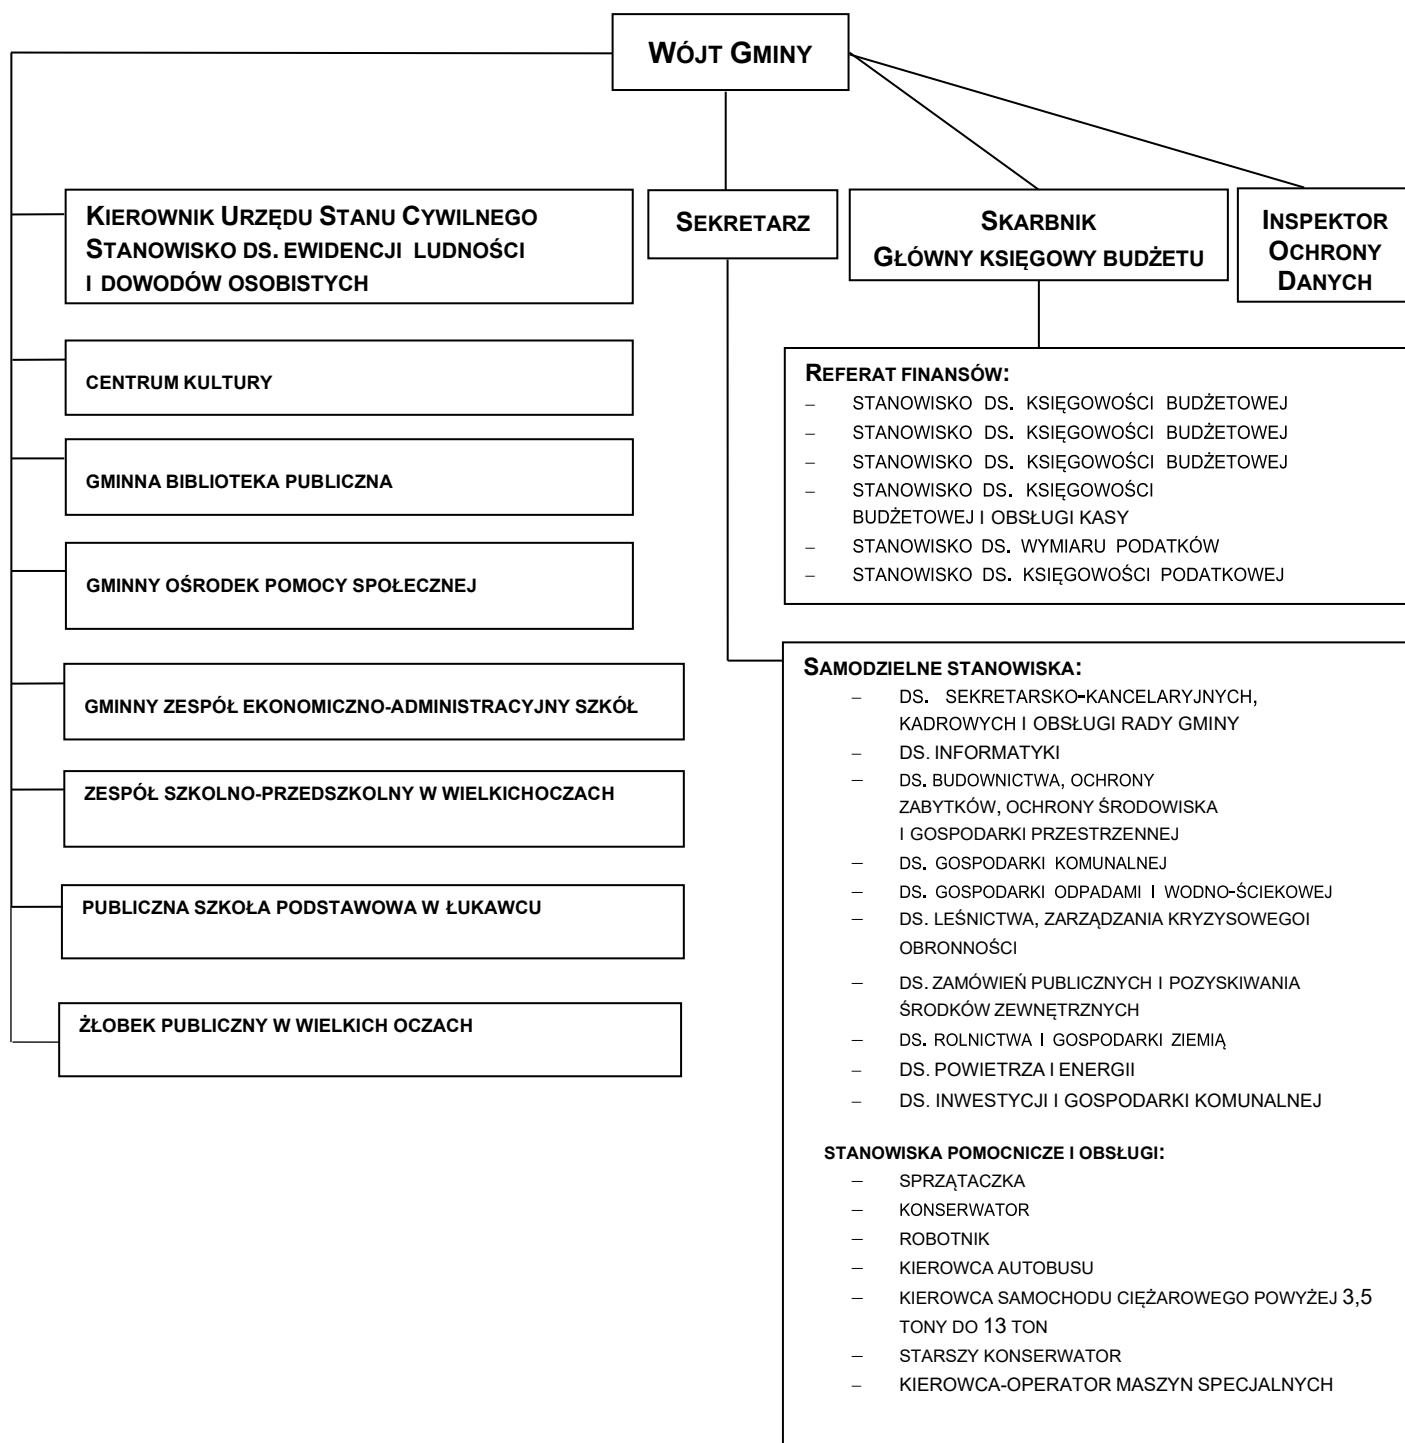 WÓJT GMINY
KIEROWNIK URZĘDU STANU CYWILNEGO
STANOWISKO DS. EWIDENCJI LUDNOŚCI
I DOWODÓW OSOBISTYCH
SEKRETARZ
SKARBNIK
GŁÓWNY KSIĘGOWY BUDŻETU
INSPEKTOR
OCHRONY
DANYCH
CENTRUM KULTURY
GMINNA BIBLIOTEKA PUBLICZNA
GMINNY OŚRODEK POMOCY SPOŁECZNEJ
GMINNY ZESPÓŁ EKONOMICZNO-ADMINISTRACYJNY SZKÓŁ
ZESPÓŁ SZKOLNO-PRZEDSZKOLNY W WIELKICHOCZACH
PUBLICZNA SZKOŁA PODSTAWOWA W ŁUKAWCU
ŻŁOBEK PUBLICZNY W WIELKICH OCZACH
REFERAT FINANSÓW:
– STANOWISKO DS. KSIĘGOWOŚCI BUDŻETOWEJ
– STANOWISKO DS. KSIĘGOWOŚCI BUDŻETOWEJ
– STANOWISKO DS. KSIĘGOWOŚCI BUDŻETOWEJ
– STANOWISKO DS. KSIĘGOWOŚCI
BUDŻETOWEJ I OBSŁUGI KASY
– STANOWISKO DS. WYMIARU PODATKÓW
– STANOWISKO DS. KSIĘGOWOŚCI PODATKOWEJ
SAMODZIELNE STANOWISKA:
– DS. SEKRETARSKO-KANCELARYJNYCH,
KADROWYCH I OBSŁUGI RADY GMINY
– DS. INFORMATYKI
– DS. BUDOWNICTWA, OCHRONY
ZABYTKÓW, OCHRONY ŚRODOWISKA
I GOSPODARKI PRZESTRZENNEJ
– DS. GOSPODARKI KOMUNALNEJ
– DS. GOSPODARKI ODPADAMI I WODNO-ŚCIEKOWEJ
– DS. LEŚNICTWA, ZARZĄDZANIA KRYZYSOWEGOI
OBRONNOŚCI
– DS. ZAMÓWIEŃ PUBLICZNYCH I POZYSKIWANIA
ŚRODKÓW ZEWNĘTRZNYCH
– DS. ROLNICTWA I GOSPODARKI ZIEMIĄ
– DS. POWIETRZA I ENERGII
– DS. INWESTYCJI I GOSPODARKI KOMUNALNEJ
STANOWISKA POMOCNICZE I OBSŁUGI:
– SPRZĄTACZKA
– KONSERWATOR
– ROBOTNIK
– KIEROWCA AUTOBUSU
– KIEROWCA SAMOCHODU CIĘŻAROWEGO POWYŻEJ 3,5
TONY DO 13 TON
– STARSZY KONSERWATOR
– KIEROWCA-OPERATOR MASZYN SPECJALNYCH